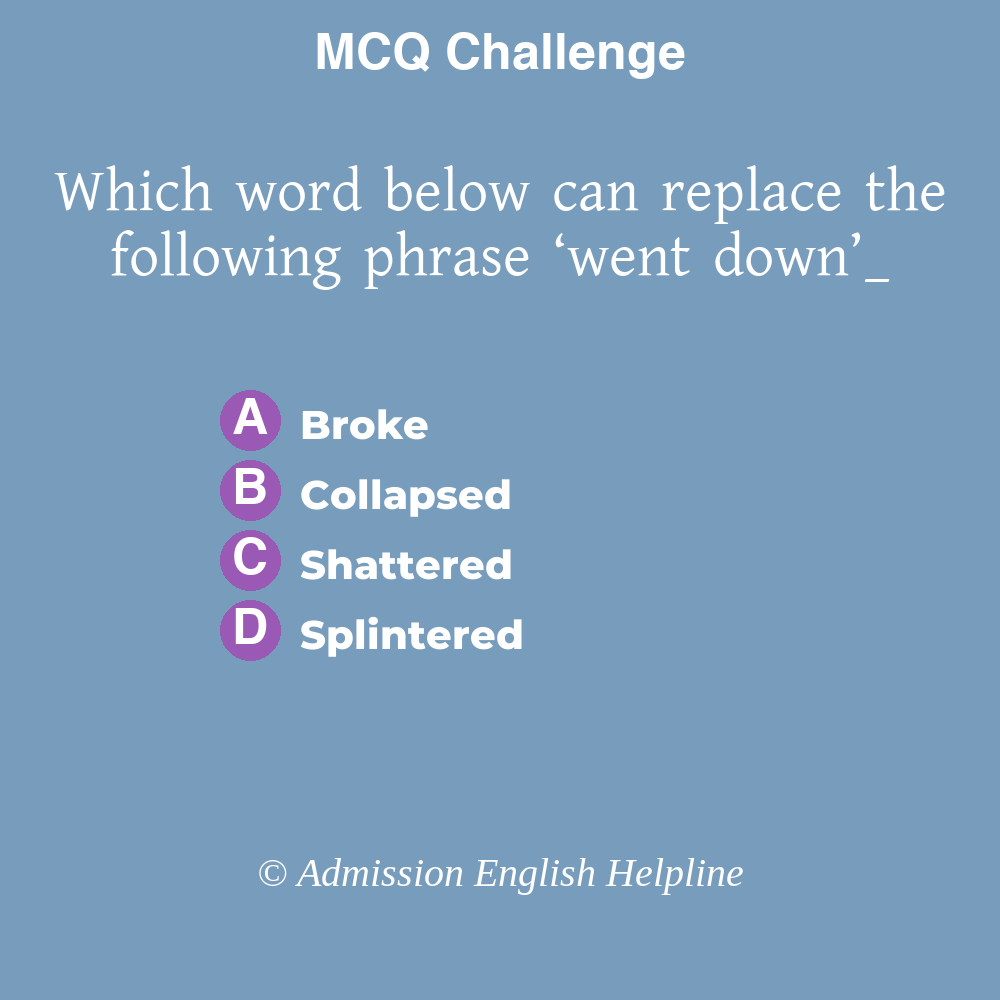 MCQ Challenge
Which word below can replace the
following phrase ‘went down’_
A Broke
B Collapsed
C Shattered
D Splintered
© Admission English Helpline